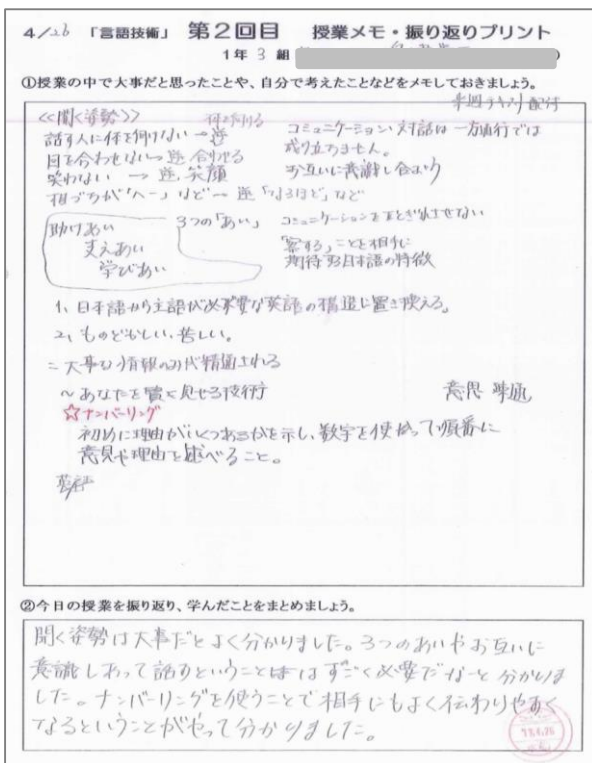 4/26 「言語技術」 第2回目 授業メモ・振り返りプリント
1年 3 組
①授業の中で大事だと思ったことや、自分で考えたことなどをメモしておきましょう。
来週テキスト配付
<<聞く姿勢>>
話す人に体を向けない → 逆 向ける
目を合わせない → 逆 合わせる
笑わない → 逆 笑顔
相づちが「へー」など → 逆「なるほど」など
コミュニケーション、対話は一方通行では
成り立ちません。
お互いに意識し合おう
助けあい
支えあい
学びあい
3つの「あい」
コミュニケーションをとぎれさせない
「察する」ことを相手に
期待する日本語の特徴
1、日本語から主語が必ず必要な英語の構造に置き換える。
2、ものどもしい、苦しい。
= 大事な情報のみ
~あなたを賢く見せる技術
意思 疎通
☆ナンバーリング
初めに理由がいくつあるかを示し、数字を使って順番に
意見や理由を述べること。
英語
②今日の授業を振り返り、学んだことをまとめましょう。
聞く姿勢は大事だとよく分かりました。3つのあいやお互いに
意識しあって話すということはすごく必要だなーと分かりま
した。ナンバーリングを使うことで相手にもよく伝わりやすく
なるということがやって分かりました。